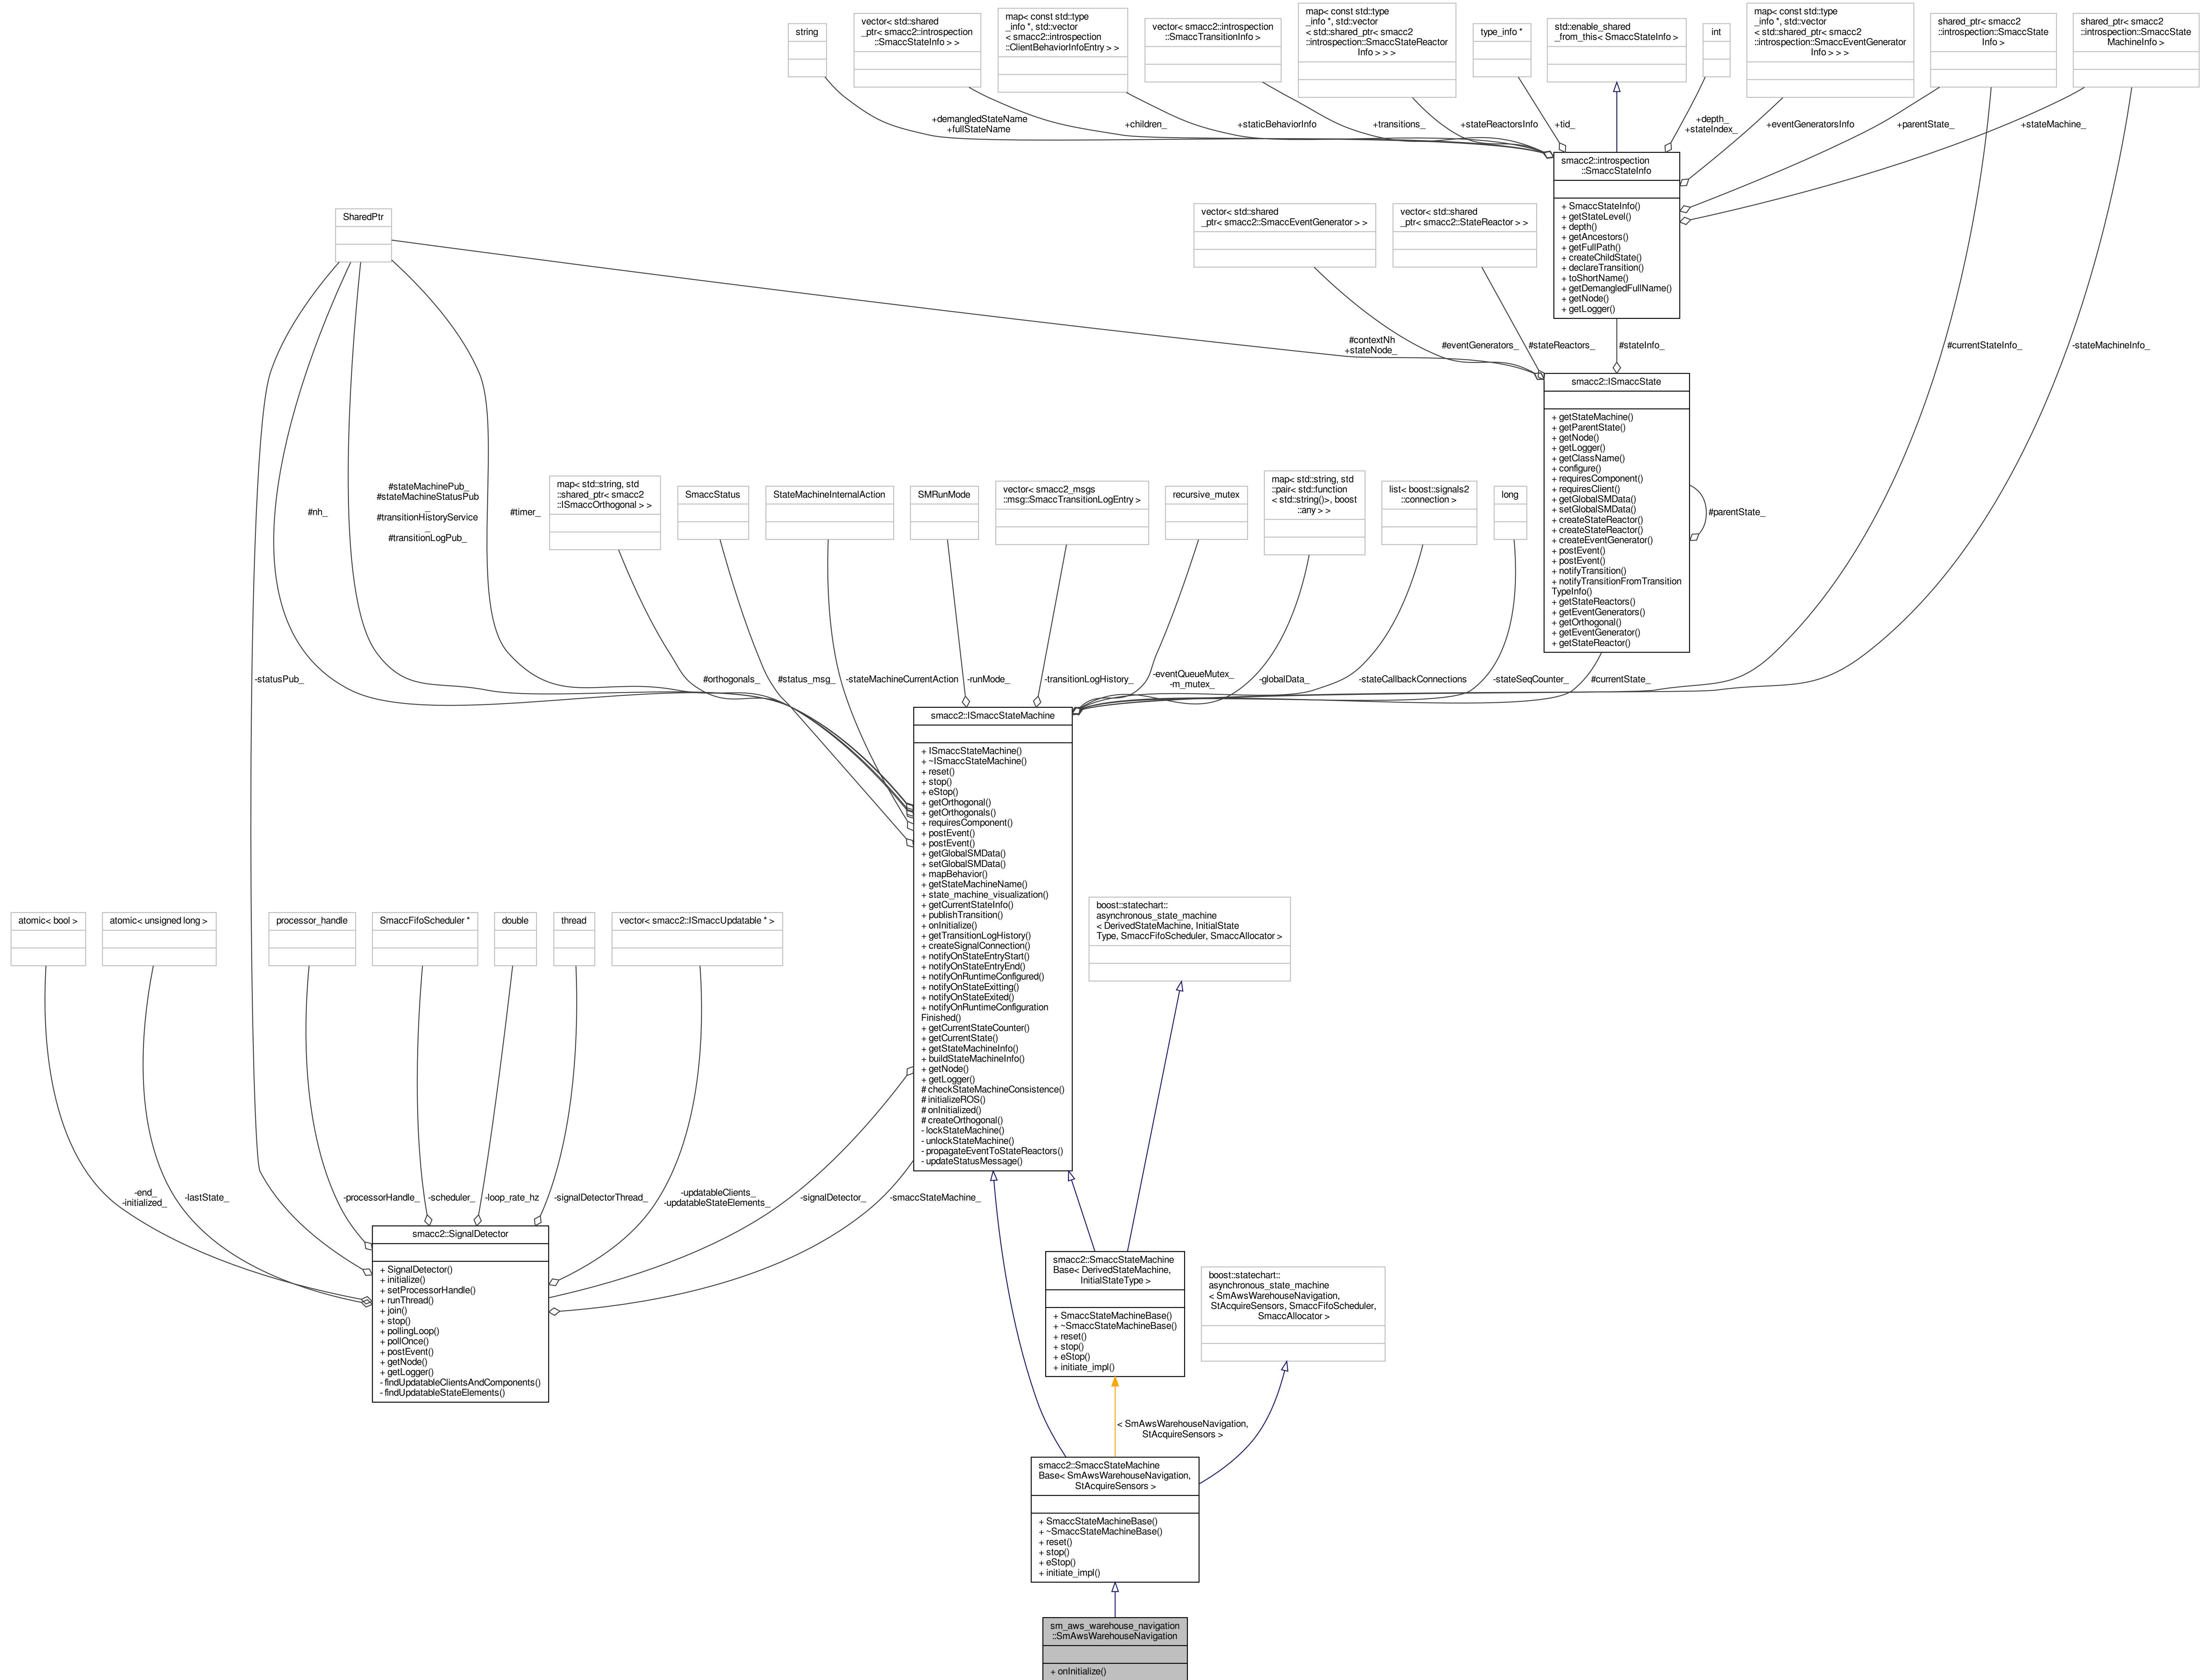 string
vector< std::shared
_ptr< smacc2::introspection
::SmaccStateInfo > >
map< const std::type
_info *, std::vector
< smacc2::introspection
::ClientBehaviorInfoEntry > >
vector< smacc2::introspection
::SmaccTransitionInfo >
map< const std::type
_info *, std::vector
< std::shared_ptr< smacc2
::introspection::SmaccStateReactor
Info > > >
type_info *
std::enable_shared
_from_this< SmaccStateInfo >
int
map< const std::type
_info *, std::vector
< std::shared_ptr< smacc2
::introspection::SmaccEventGenerator
Info > > >
shared_ptr< smacc2
::introspection::SmaccState
Info >
shared_ptr< smacc2
::introspection::SmaccState
MachineInfo >
+demangledStateName
+fullStateName
+children_
+staticBehaviorInfo
+transitions_
+stateReactorsInfo
+tid_
+depth_
+stateIndex_
+eventGeneratorsInfo
+parentState_
+stateMachine_
smacc2::introspection
::SmaccStateInfo
+ SmaccStateInfo()
+ getStateLevel()
+ depth()
+ getAncestors()
+ getFullPath()
+ createChildState()
+ declareTransition()
+ toShortName()
+ getDemangledFullName()
+ getNode()
+ getLogger()
SharedPtr
vector< std::shared
_ptr< smacc2::SmaccEventGenerator > >
vector< std::shared
_ptr< smacc2::StateReactor > >
#contextNh
+stateNode_
#eventGenerators_
#stateReactors_
#stateInfo_
#currentStateInfo_
-stateMachineInfo_
smacc2::ISmaccState
+ getStateMachine()
+ getParentState()
+ getNode()
+ getLogger()
+ getClassName()
+ configure()
+ requiresComponent()
+ requiresClient()
+ getGlobalSMData()
+ setGlobalSMData()
+ createStateReactor()
+ createStateReactor()
+ createEventGenerator()
+ postEvent()
+ postEvent()
+ notifyTransition()
+ notifyTransitionFromTransition
TypeInfo()
+ getStateReactors()
+ getEventGenerators()
+ getOrthogonal()
+ getEventGenerator()
+ getStateReactor()
#parentState_
#nh_
#stateMachinePub_
#stateMachineStatusPub
_
#transitionHistoryService
_
#transitionLogPub_
#timer_
map< std::string, std
::shared_ptr< smacc2
::ISmaccOrthogonal > >
SmaccStatus
StateMachineInternalAction
SMRunMode
vector< smacc2_msgs
::msg::SmaccTransitionLogEntry >
recursive_mutex
map< std::string, std
::pair< std::function
< std::string()>, boost
::any > >
list< boost::signals2
::connection >
long
-statusPub_
#orthogonals_
#status_msg_
-stateMachineCurrentAction
-runMode_
-transitionLogHistory_
-eventQueueMutex_
-m_mutex_
-globalData_
-stateCallbackConnections
-stateSeqCounter_
#currentState_
smacc2::ISmaccStateMachine
+ ISmaccStateMachine()
+ ~ISmaccStateMachine()
+ reset()
+ stop()
+ eStop()
+ getOrthogonal()
+ getOrthogonals()
+ requiresComponent()
+ postEvent()
+ postEvent()
+ getGlobalSMData()
+ setGlobalSMData()
+ mapBehavior()
+ getStateMachineName()
+ state_machine_visualization()
+ getCurrentStateInfo()
+ publishTransition()
+ onInitialize()
+ getTransitionLogHistory()
+ createSignalConnection()
+ notifyOnStateEntryStart()
+ notifyOnStateEntryEnd()
+ notifyOnRuntimeConfigured()
+ notifyOnStateExitting()
+ notifyOnStateExited()
+ notifyOnRuntimeConfiguration
Finished()
+ getCurrentStateCounter()
+ getCurrentState()
+ getStateMachineInfo()
+ buildStateMachineInfo()
+ getNode()
+ getLogger()
# checkStateMachineConsistence()
# initializeROS()
# onInitialized()
# createOrthogonal()
- lockStateMachine()
- unlockStateMachine()
- propagateEventToStateReactors()
- updateStatusMessage()
atomic< bool >
atomic< unsigned long >
processor_handle
SmaccFifoScheduler *
double
thread
vector< smacc2::ISmaccUpdatable * >
boost::statechart::
asynchronous_state_machine
< DerivedStateMachine, InitialState
Type, SmaccFifoScheduler, SmaccAllocator >
-end_
-initialized_
-lastState_
-processorHandle_
-scheduler_
-loop_rate_hz
-signalDetectorThread_
-updatableClients_
-updatableStateElements_
-signalDetector_
-smaccStateMachine_
smacc2::SignalDetector
+ SignalDetector()
+ initialize()
+ setProcessorHandle()
+ runThread()
+ join()
+ stop()
+ pollingLoop()
+ pollOnce()
+ postEvent()
+ getNode()
+ getLogger()
- findUpdatableClientsAndComponents()
- findUpdatableStateElements()
smacc2::SmaccStateMachine
Base< DerivedStateMachine,
InitialStateType >
+ SmaccStateMachineBase()
+ ~SmaccStateMachineBase()
+ reset()
+ stop()
+ eStop()
+ initiate_impl()
boost::statechart::
asynchronous_state_machine
< SmAwsWarehouseNavigation,
StAcquireSensors, SmaccFifoScheduler,
SmaccAllocator >
< SmAwsWarehouseNavigation,
StAcquireSensors >
smacc2::SmaccStateMachine
Base< SmAwsWarehouseNavigation,
StAcquireSensors >
+ SmaccStateMachineBase()
+ ~SmaccStateMachineBase()
+ reset()
+ stop()
+ eStop()
+ initiate_impl()
sm_aws_warehouse_navigation
::SmAwsWarehouseNavigation
+ onInitialize()